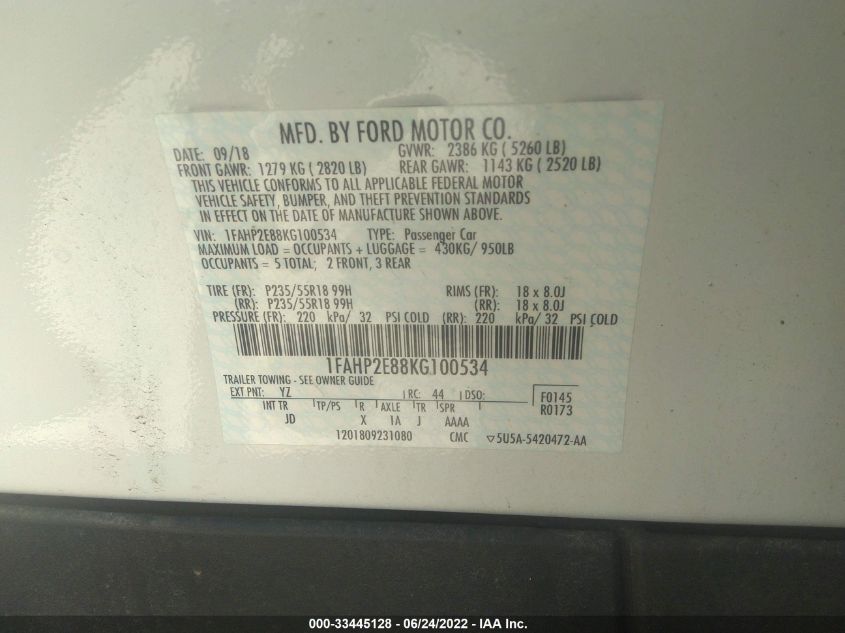 MFD. BY FORD MOTOR CO.
DATE: 09/18 GVWR: 2386 KG ( 5260 LB)
FRONT GAWR: 1279 KG ( 2820 LB) REAR GAWR: 1143 KG ( 2520 LB)
THIS VEHICLE CONFORMS TO ALL APPLICABLE FEDERAL MOTOR
VEHICLE SAFETY, BUMPER, AND THEFT PREVENTION STANDARDS
IN EFFECT ON THE DATE OF MANUFACTURE SHOWN ABOVE.
VIN: 1FAHP2E88KG100534 TYPE: Passenger Car
MAXIMUM LOAD = OCCUPANTS + LUGGAGE = 430KG/ 950LB
OCCUPANTS = 5 TOTAL; 2 FRONT, 3 REAR
TIRE (FR): P235/55R18 99H RIMS (FR): 18 x 8.0J
(RR): P235/55R18 99H (RR): 18 x 8.0J
PRESSURE (FR): 220 kPa/ 32 PSI COLD (RR): 220 kPa/ 32 PSI COLD
1FAHP2E88KG100534
TRAILER TOWING - SEE OWNER GUIDE
EXT PNT: YZ RC: 44 DSO: F0145
INT TR TP/PS R AXLE TR SPR R0173
JD X 1A J AAAA
1201809231080 CMC ▽5U5A-5420472-AA
000-33445128 - 06/24/2022 - IAA Inc.